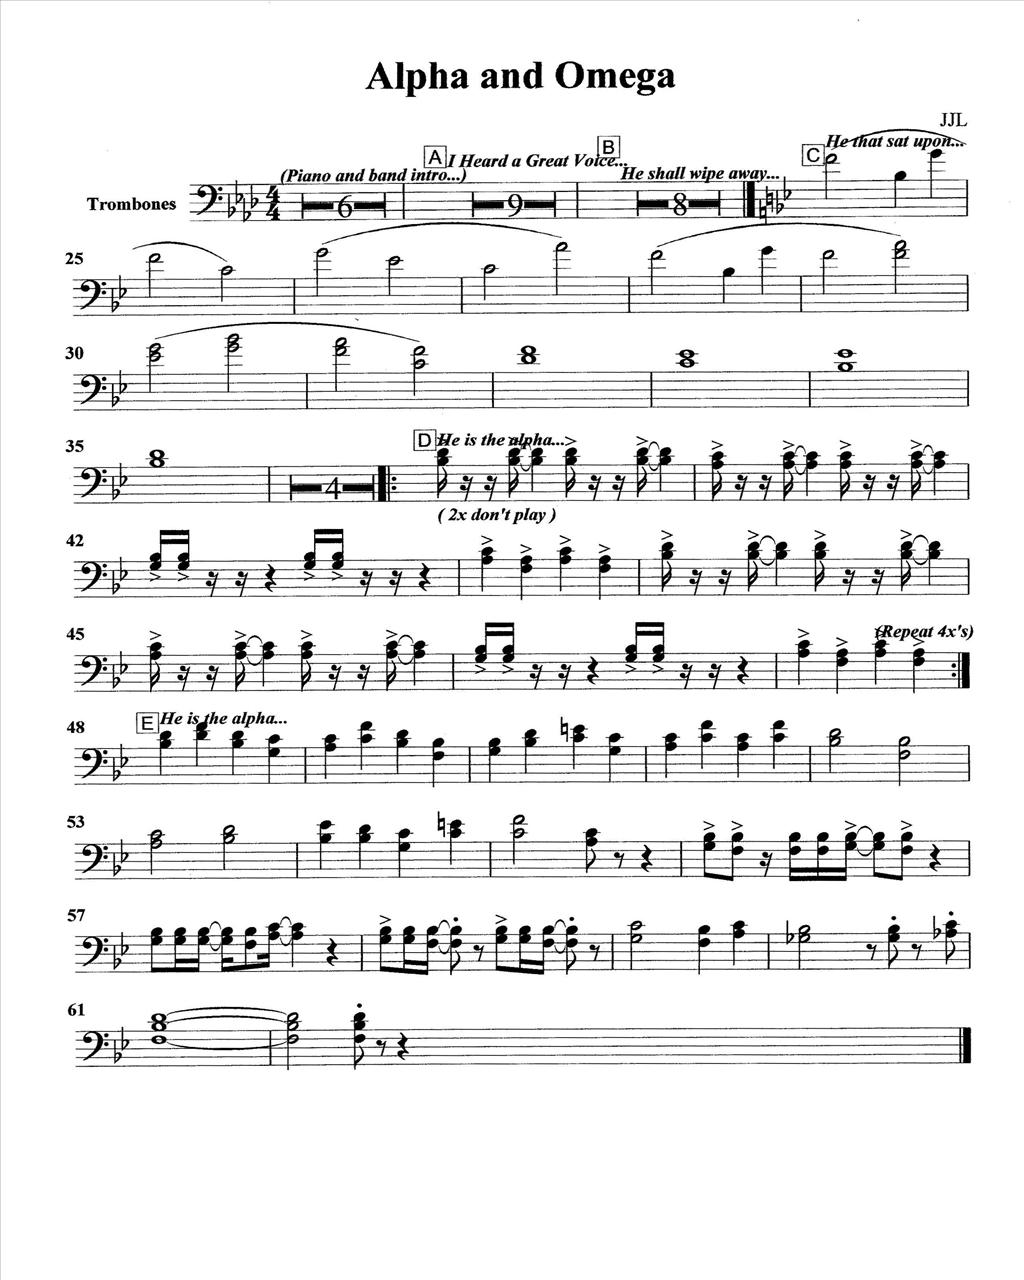 Alpha and Omega
JJL
A I Heard a Great Voice...
B
C He that sat upon...
(Piano and band intro...)
He shall wipe away...
Trombones
4
4
6
9
8
25
30
35
D He is the alpha...
4
( 2x don't play )
42
45
(Repeat 4x's)
48
E He is the alpha...
53
57
61